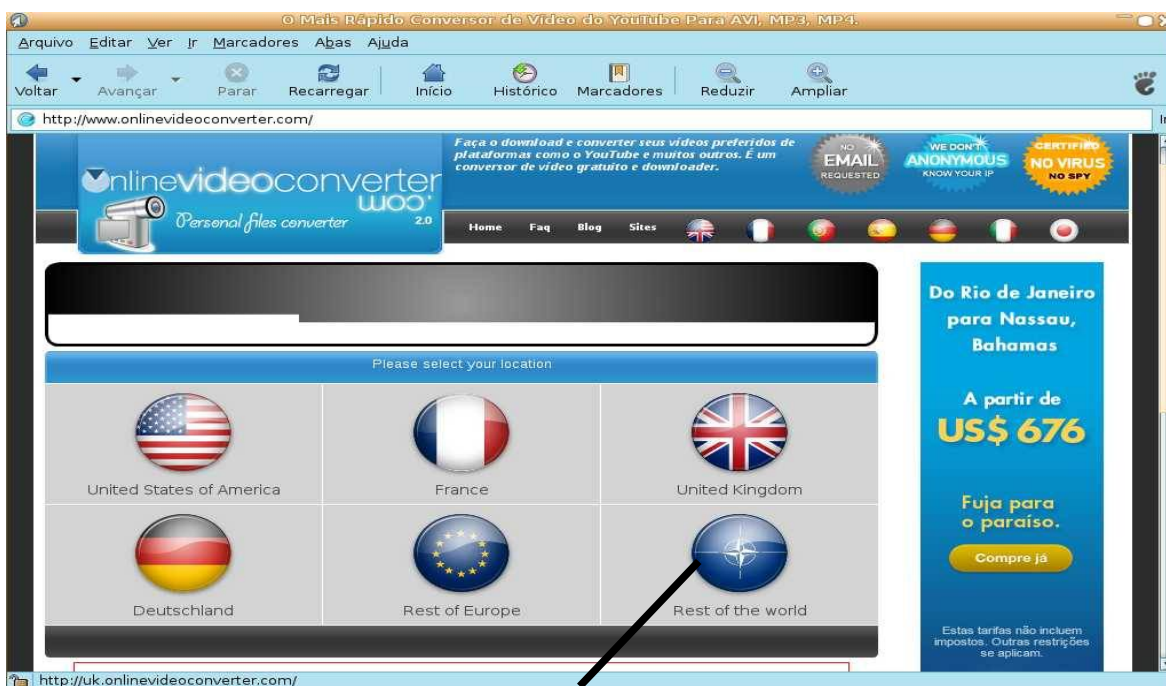 O Mais Rápido Conversor de Vídeo do YouTube Para AVI, MP3, MP4.
Arquivo Editar Ver Ir Marcadores Abas Ajuda
Voltar Avançar Parar Recarregar Início Histórico Marcadores Reduzir Ampliar
http://www.onlinevideoconverter.com/
Onlinevideoconverter
.com
Personal files converter 2.0
Faça o download e converter seus vídeos preferidos de
plataformas como o YouTube e muitos outros. É um
conversor de vídeo gratuito e downloader.
NO
EMAIL
REQUESTED
WE DON'T
ANONYMOUS
KNOW YOUR IP
CERTIFIED
NO VIRUS
NO SPY
Home Faq Blog Sites
Please select your location
United States of America
France
United Kingdom
Deutschland
Rest of Europe
Rest of the world
Do Rio de Janeiro
para Nassau,
Bahamas
A partir de
US$ 676
Fuja para
o paraíso.
Compre já
Estas tarifas não incluem
impostos. Outras restrições
se aplicam.
http://uk.onlinevideoconverter.com/